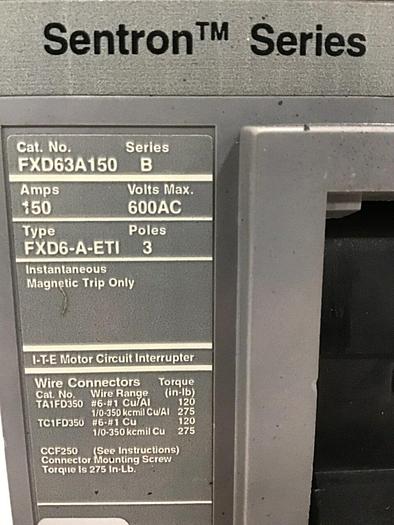 Sentron™ Series
Cat. No. Series
FXD63A150 B
Amps Volts Max.
150 600AC
Type Poles
FXD6-A-ETI 3
Instantaneous
Magnetic Trip Only
I-T-E Motor Circuit Interrupter
Wire Connectors Torque
Cat. No. Wire Range (in-lb)
TA1FD350 #6-#1 Cu/Al 120
1/0-350 kcmil Cu/Al 275
TC1FD350 #6-#1 Cu 120
1/0-350 kcmil Cu 275
CCF250 (See Instructions)
Connector Mounting Screw
Torque Is 275 In-Lb.